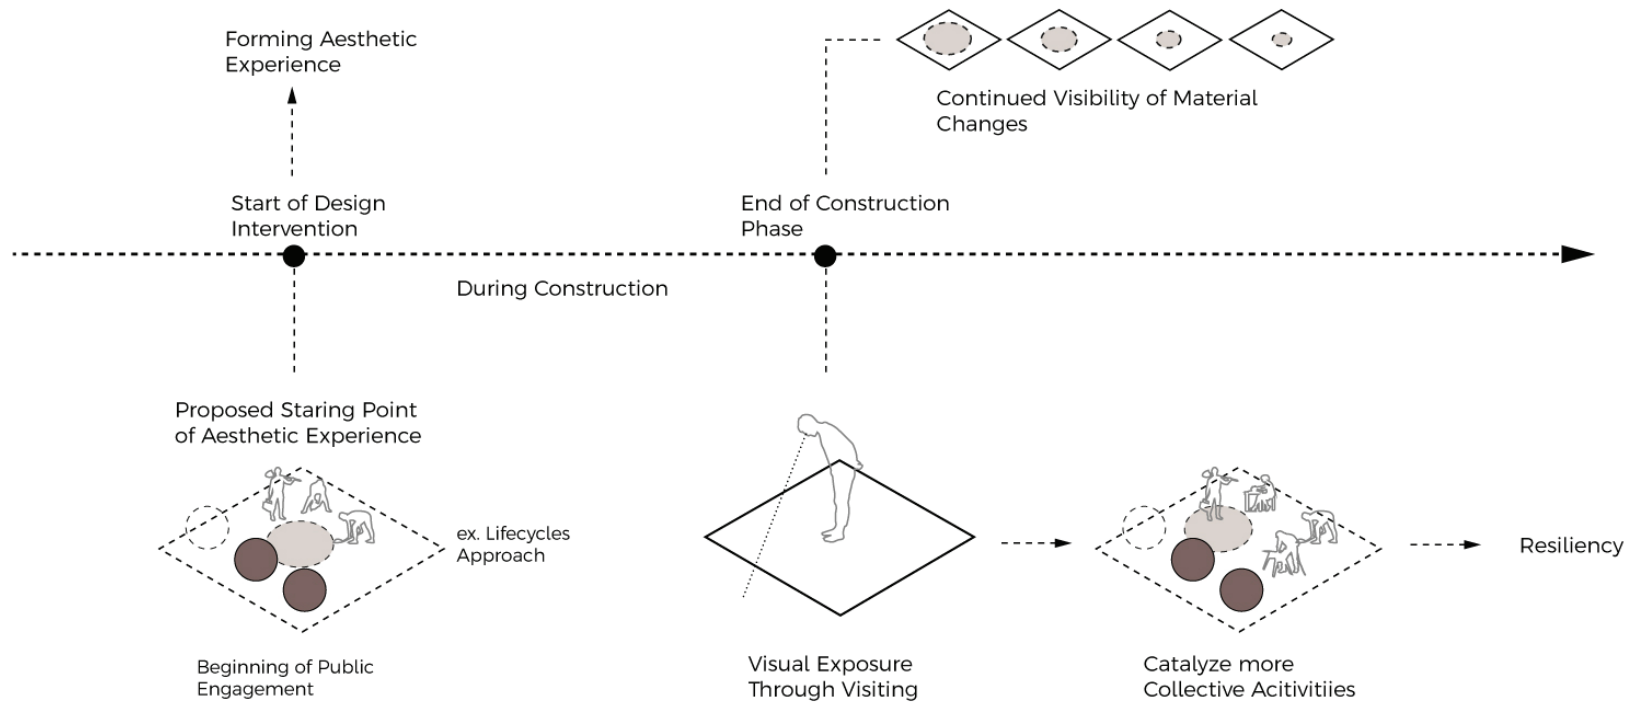 Forming Aesthetic
Experience
Continued Visibility of Material
Changes
Start of Design
Intervention
End of Construction
Phase
During Construction
Proposed Staring Point
of Aesthetic Experience
ex. Lifecycles
Approach
Resiliency
Beginning of Public
Engagement
Visual Exposure
Through Visiting
Catalyze more
Collective Acitivitiies